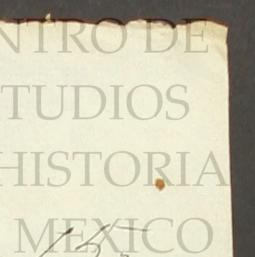 NTRO DE
TUDIOS
HISTORIA
MEXICO